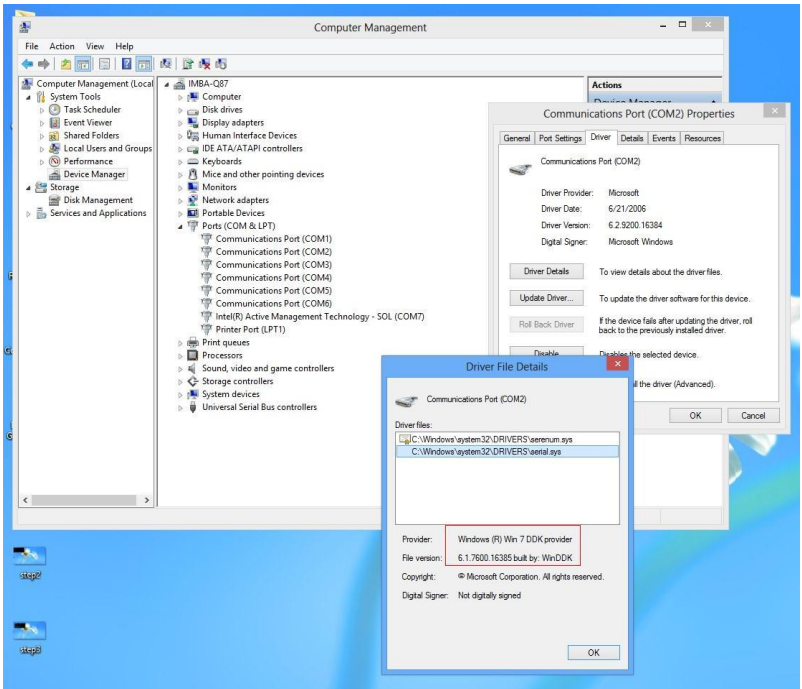 Computer Management
File Action View Help
Computer Management (Local
System Tools
Task Scheduler
Event Viewer
Shared Folders
Local Users and Groups
Performance
Device Manager
Storage
Disk Management
Services and Applications
IMBA-Q87
Computer
Disk drives
Display adapters
Human Interface Devices
IDE ATA/ATAPI controllers
Keyboards
Mice and other pointing devices
Monitors
Network adapters
Portable Devices
Ports (COM & LPT)
Communications Port (COM1)
Communications Port (COM2)
Communications Port (COM3)
Communications Port (COM4)
Communications Port (COM5)
Communications Port (COM6)
Intel(R) Active Management Technology - SOL (COM7)
Printer Port (LPT1)
Print queues
Processors
Sound, video and game controllers
Storage controllers
System devices
Universal Serial Bus controllers
Actions
Device Manager
Communications Port (COM2) Properties
General Port Settings Driver Details Events Resources
Communications Port (COM2)
Driver Provider: Microsoft
Driver Date: 6/21/2006
Driver Version: 6.2.9200.16384
Digital Signer: Microsoft Windows
Driver Details To view details about the driver files.
Update Driver... To update the driver software for this device.
Roll Back Driver If the device fails after updating the driver, roll
back to the previously installed driver.
Disable Disables the selected device.
the driver (Advanced).
OK Cancel
Driver File Details
Communications Port (COM2)
Driver files:
C:\Windows\system32\DRIVERS\serenum.sys
C:\Windows\system32\DRIVERS\serial.sys
Provider: Windows (R) Win 7 DDK provider
File version: 6.1.7600.16385 built by: WinDDK
Copyright: © Microsoft Corporation. All rights reserved.
Digital Signer: Not digitally signed
OK
step2
step3